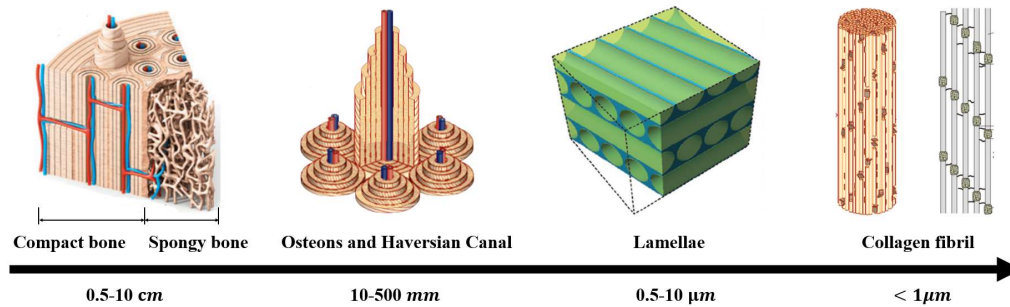 Compact bone Spongy bone Osteons and Haversian Canal Lamellae Collagen fibril
0.5-10 cm 10-500 mm 0.5-10 μm < 1μm